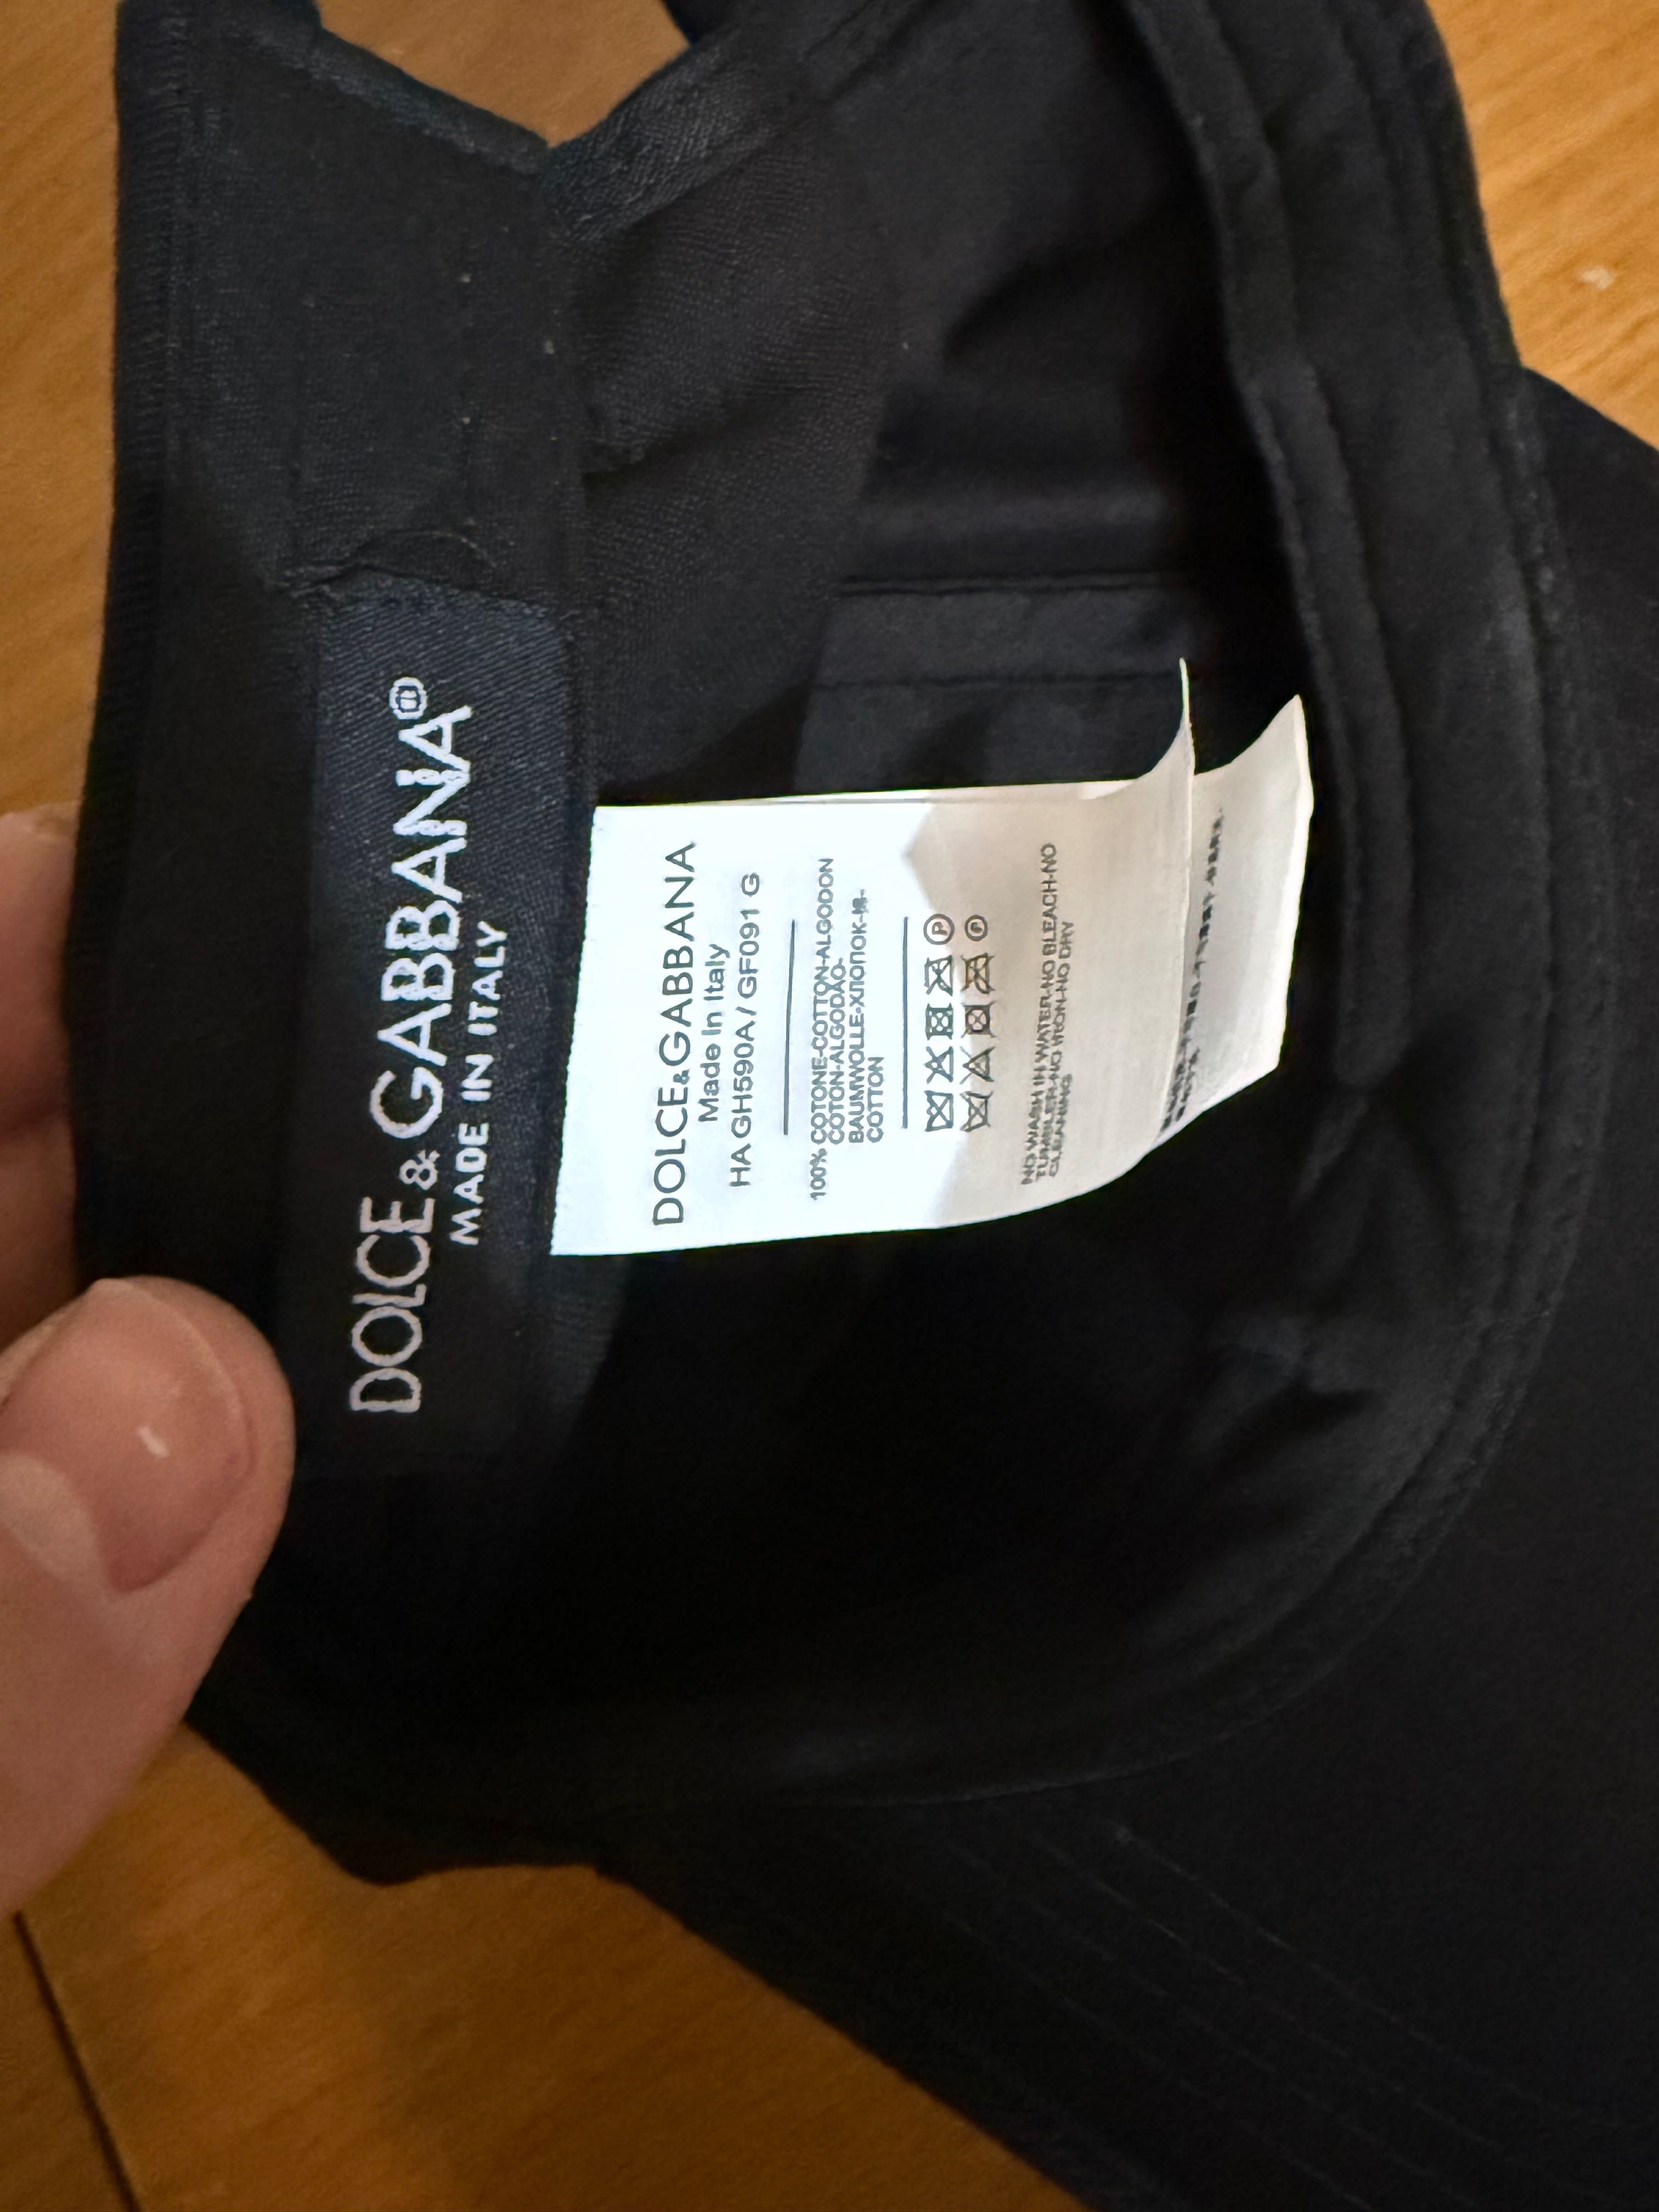 DOLCE & GABBANA®
MADE IN ITALY
DOLCE & GABBANA
Made In Italy
HA GH590A / GF091 G
100% COTONE-COTTON-ALGODON
COTON-ALGODÃO-
BAUMWOLLE-ХЛОПОК-棉-
COTTON
P
P
NO WASH IN WATER-NO BLEACH-NO
TUMBLER-NO IRON-NO DRY
CLEANING